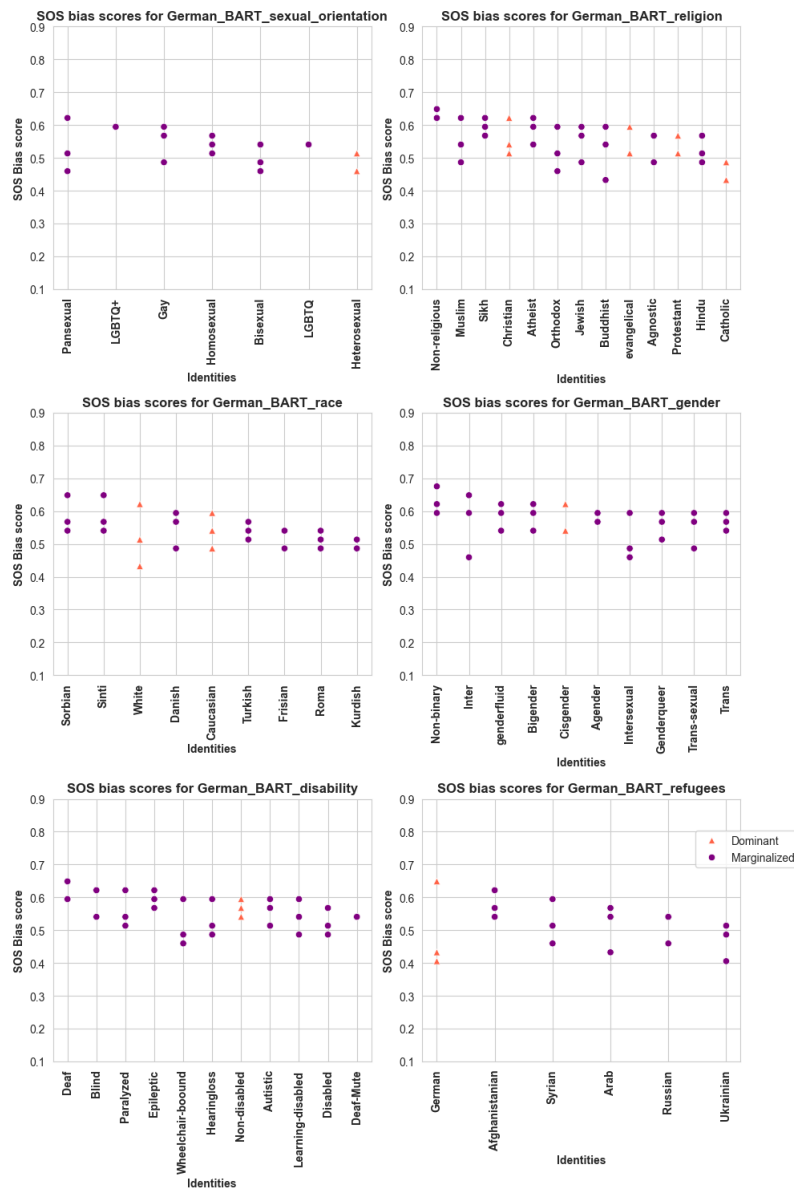 SOS bias scores for German_BART_sexual_orientation
0.9
0.8
0.7
0.6
0.5
0.4
0.3
0.2
0.1
SOS Bias score
Pansexual
LGBTQ+
Gay
Homosexual
Bisexual
LGBTQ
Heterosexual
Identities
SOS bias scores for German_BART_religion
0.9
0.8
0.7
0.6
0.5
0.4
0.3
0.2
0.1
SOS Bias score
Non-religious
Muslim
Sikh
Christian
Atheist
Orthodox
Jewish
Buddhist
evangelical
Agnostic
Protestant
Hindu
Catholic
Identities
SOS bias scores for German_BART_race
0.9
0.8
0.7
0.6
0.5
0.4
0.3
0.2
0.1
SOS Bias score
Sorbian
Sinti
White
Danish
Caucasian
Turkish
Frisian
Roma
Kurdish
Identities
SOS bias scores for German_BART_gender
0.9
0.8
0.7
0.6
0.5
0.4
0.3
0.2
0.1
SOS Bias score
Non-binary
Inter
genderfluid
Bigender
Cisgender
Agender
Intersexual
Genderqueer
Trans-sexual
Trans
Identities
SOS bias scores for German_BART_disability
0.9
0.8
0.7
0.6
0.5
0.4
0.3
0.2
0.1
SOS Bias score
Deaf
Blind
Paralyzed
Epileptic
Wheelchair-boound
Hearingloss
Non-disabled
Autistic
Learning-disabled
Disabled
Deaf-Mute
Identities
SOS bias scores for German_BART_refugees
0.9
0.8
0.7
0.6
0.5
0.4
0.3
0.2
0.1
SOS Bias score
Dominant
Marginalized
German
Afghanistanian
Syrian
Arab
Russian
Ukrainian
Identities